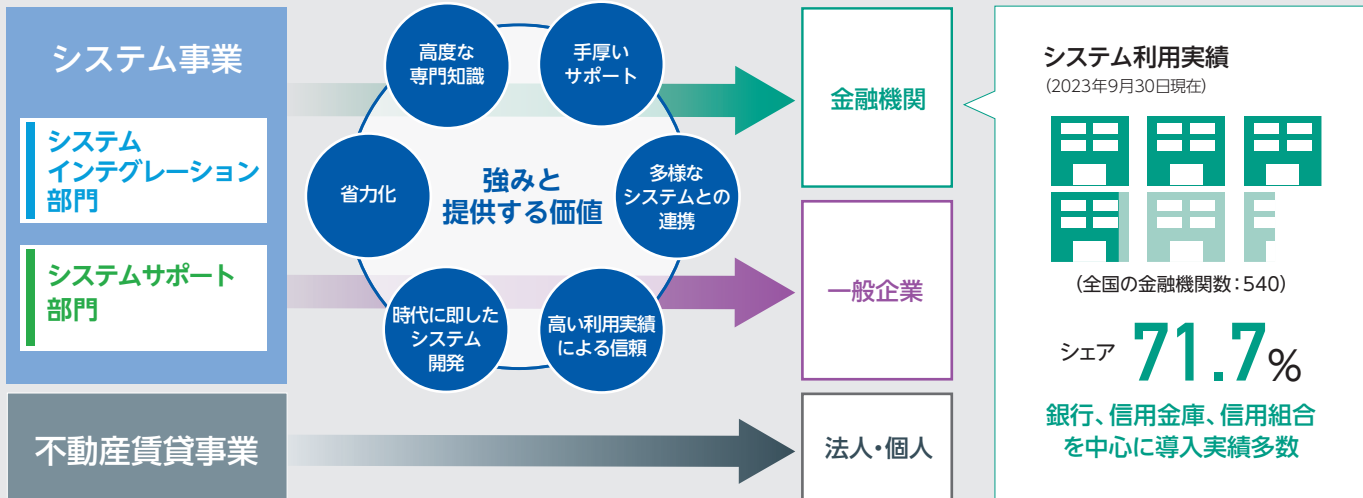 システム事業
システム
インテグレーション
部門
システムサポート
部門
不動産賃貸事業
強みと
提供する価値
高度な
専門知識
手厚い
サポート
多様な
システムとの
連携
高い利用実績
による信頼
時代に即した
システム
開発
省力化
金融機関
一般企業
法人・個人
システム利用実績
(2023年9月30日現在)
(全国の金融機関数：540)
シェア 71.7%
銀行、信用金庫、信用組合
を中心に導入実績多数